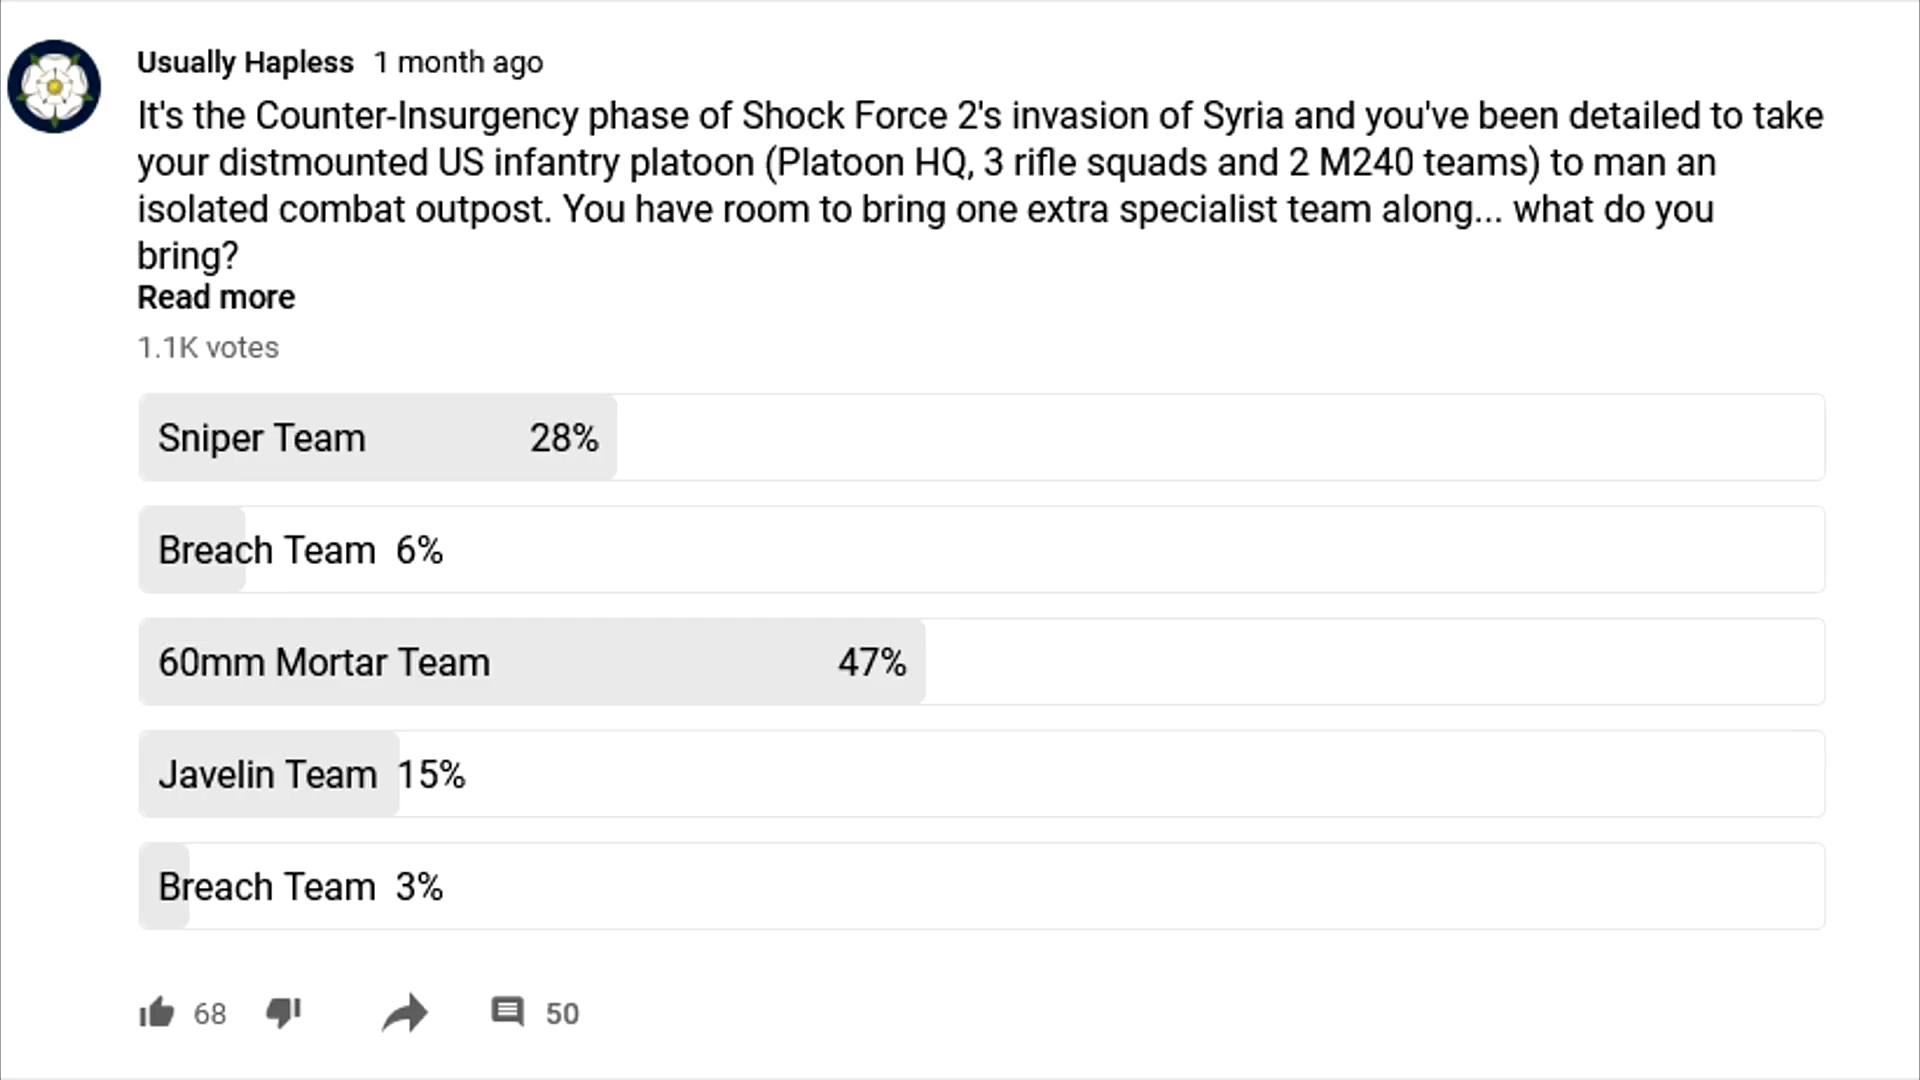 Usually Hapless 1 month ago
It's the Counter-Insurgency phase of Shock Force 2's invasion of Syria and you've been detailed to take
your distmounted US infantry platoon (Platoon HQ, 3 rifle squads and 2 M240 teams) to man an
isolated combat outpost. You have room to bring one extra specialist team along... what do you
bring?
Read more
1.1K votes
Sniper Team 28%
Breach Team 6%
60mm Mortar Team 47%
Javelin Team 15%
Breach Team 3%
68 50